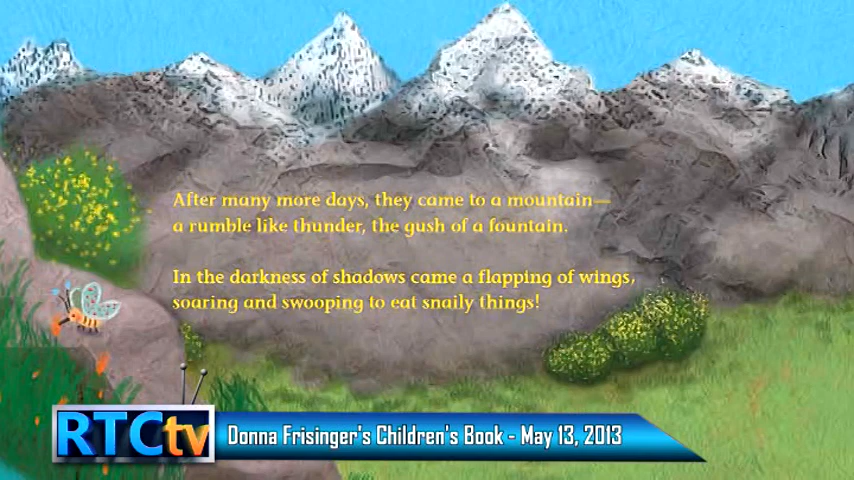 After many more days, they came to a mountain—
a rumble like thunder, the gush of a fountain.
In the darkness of shadows came a flapping of wings,
soaring and swooping to eat snaily things!
RTCtv
Donna Frisinger's Children's Book - May 13, 2013